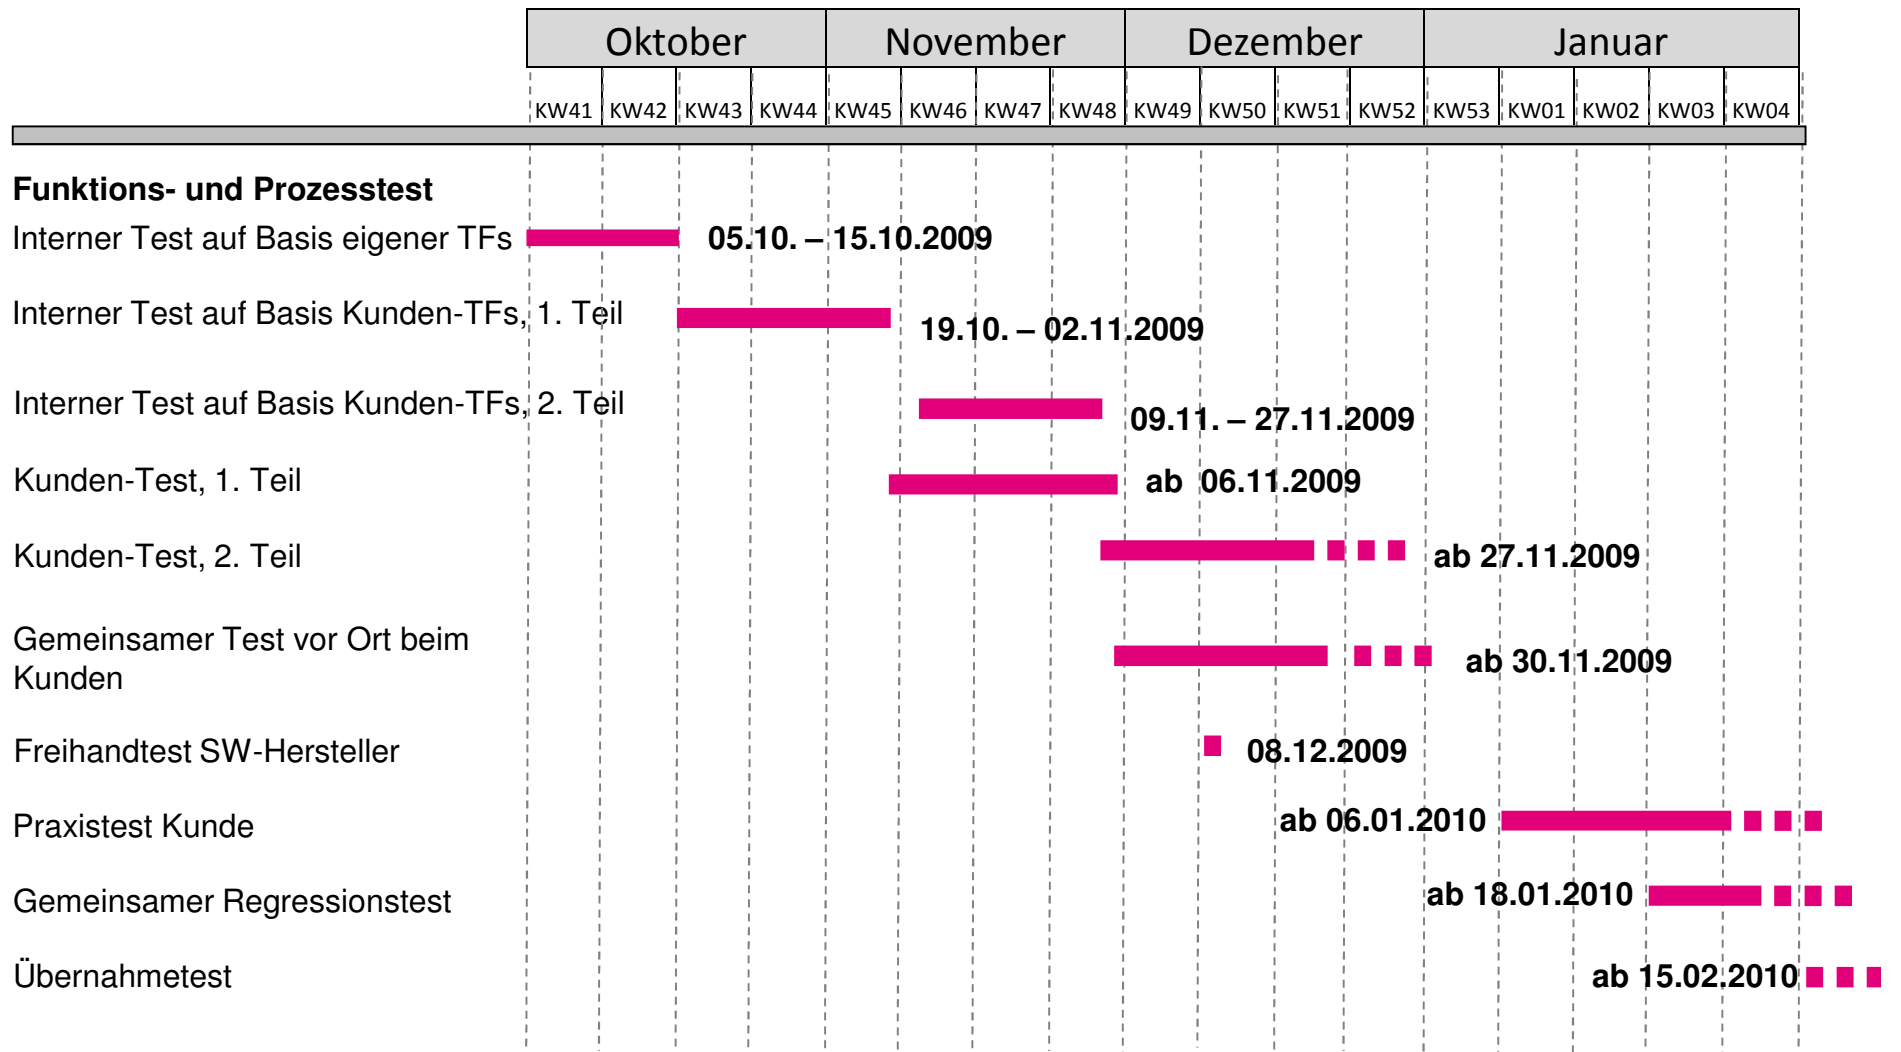 Oktober November Dezember Januar
KW41 KW42 KW43 KW44 KW45 KW46 KW47 KW48 KW49 KW50 KW51 KW52 KW53 KW01 KW02 KW03 KW04
Funktions- und Prozesstest
Interner Test auf Basis eigener TFs 05.10. – 15.10.2009
Interner Test auf Basis Kunden-TFs, 1. Teil 19.10. – 02.11.2009
Interner Test auf Basis Kunden-TFs, 2. Teil 09.11. – 27.11.2009
Kunden-Test, 1. Teil ab 06.11.2009
Kunden-Test, 2. Teil ab 27.11.2009
Gemeinsamer Test vor Ort beim
Kunden ab 30.11.2009
Freihandtest SW-Hersteller 08.12.2009
Praxistest Kunde ab 06.01.2010
Gemeinsamer Regressionstest ab 18.01.2010
Übernahmetest ab 15.02.2010